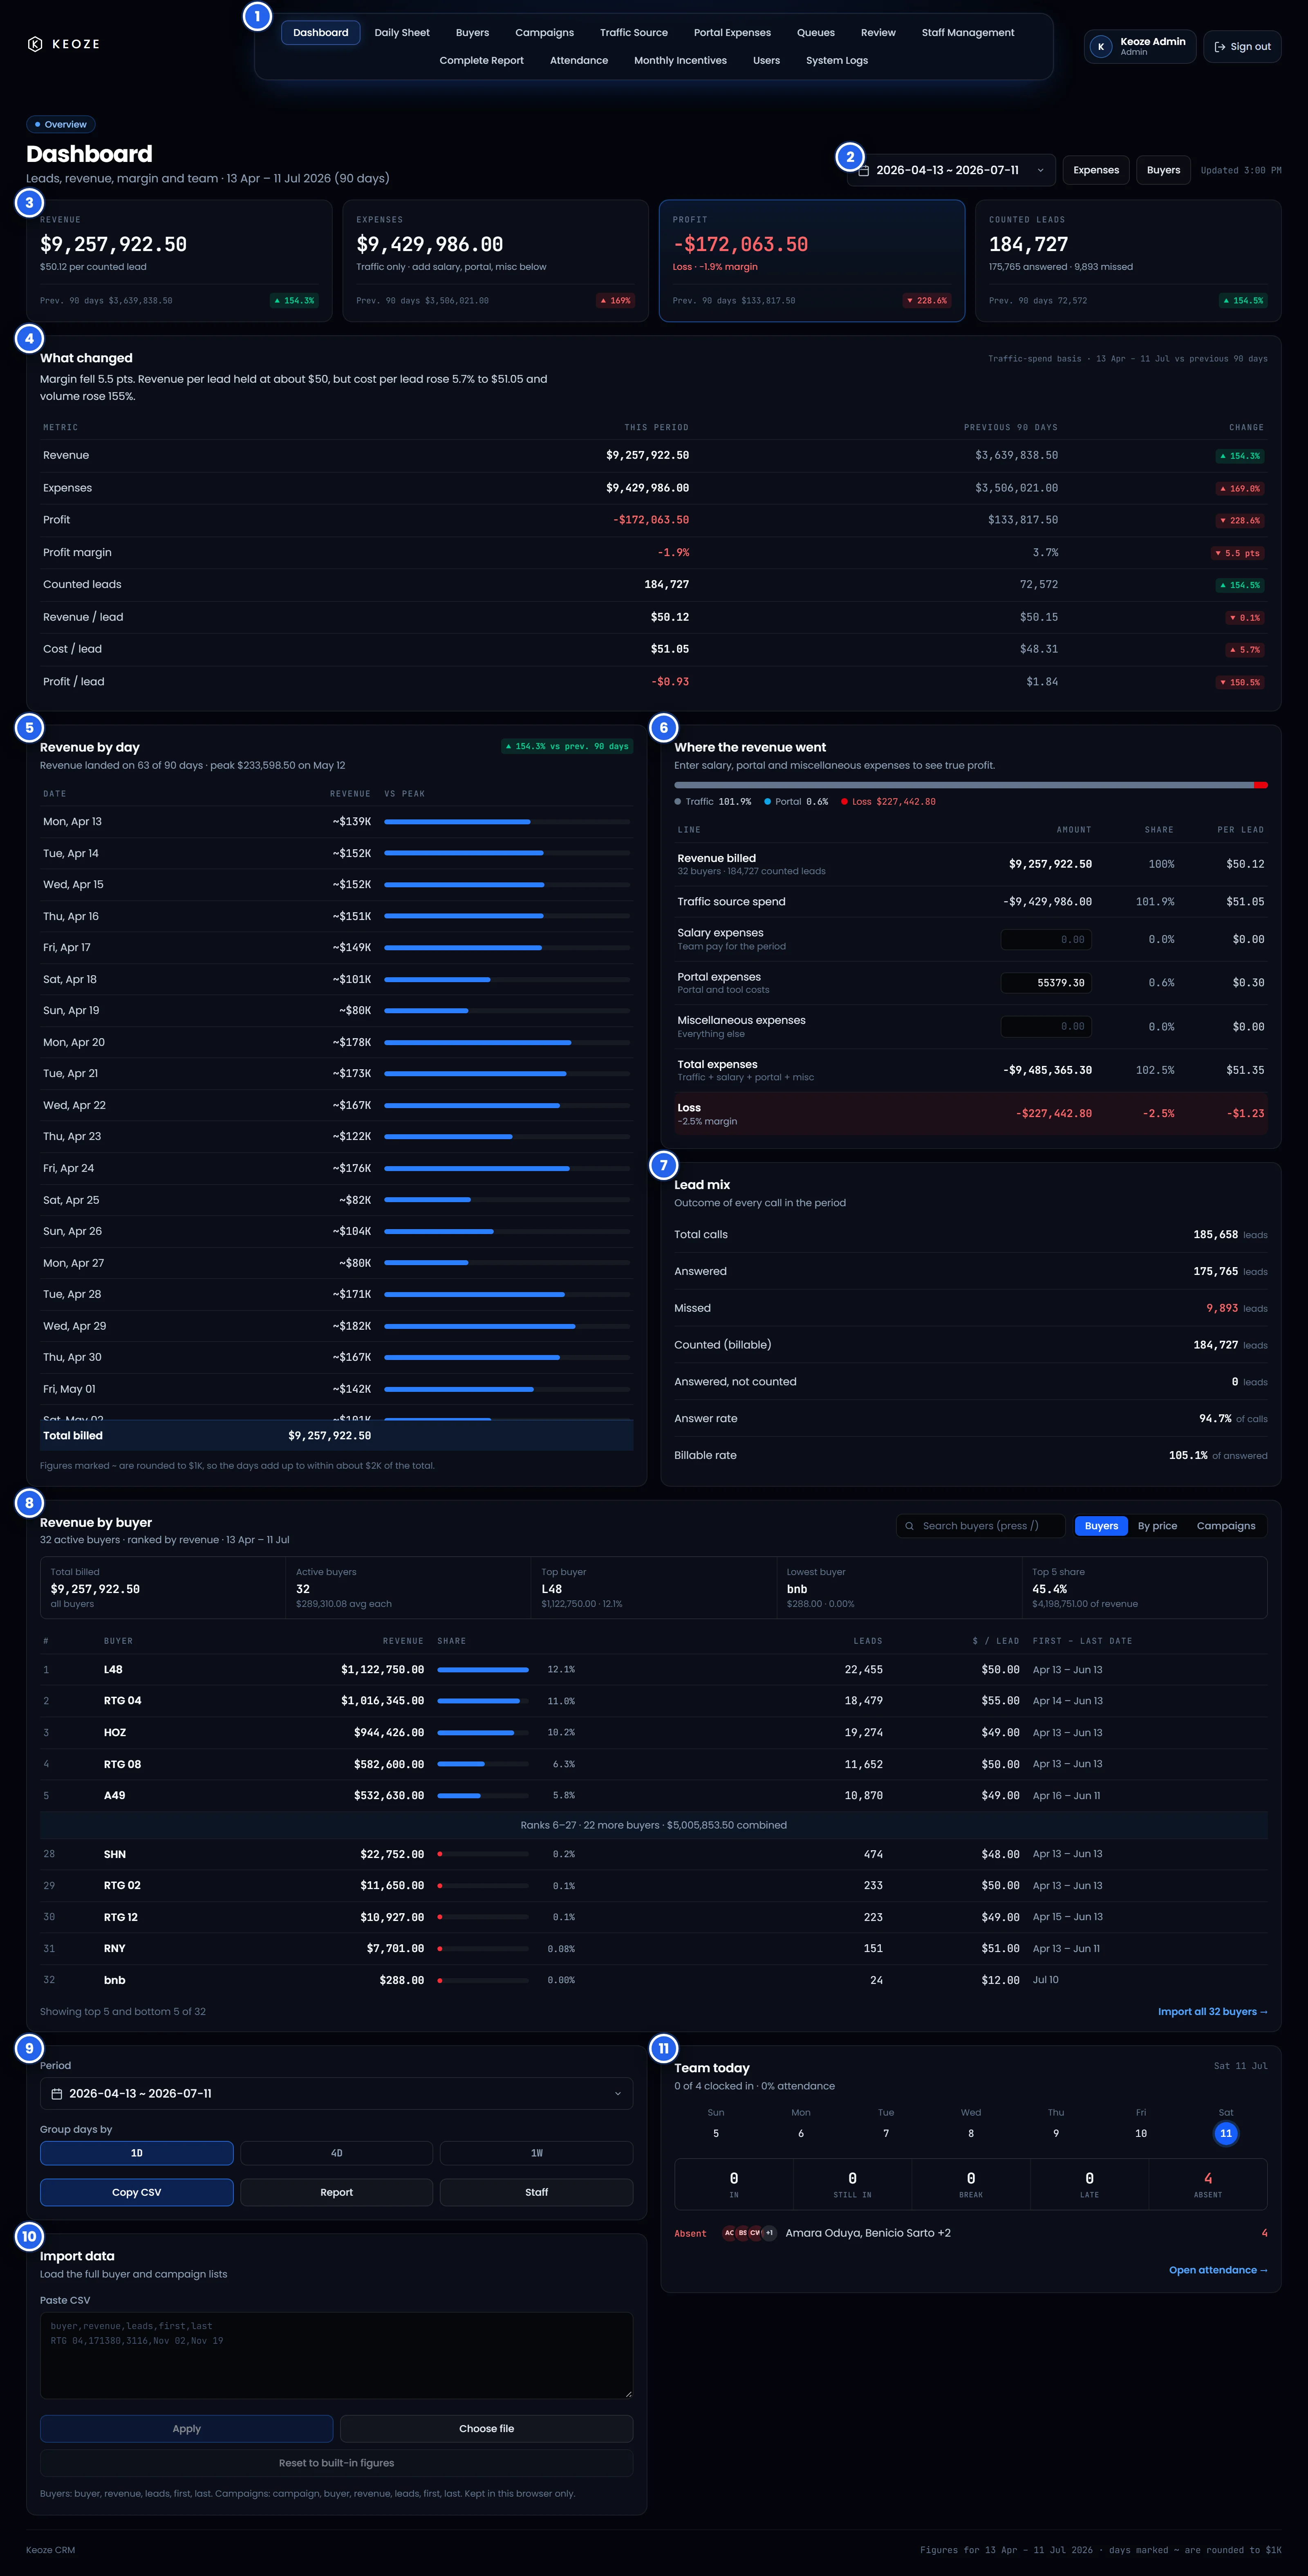 1
KEOZE
Dashboard Daily Sheet Buyers Campaigns Traffic Source Portal Expenses Queues Review Staff Management
Complete Report Attendance Monthly Incentives Users System Logs
K Keoze Admin
Admin
Sign out
Overview
Dashboard
Leads, revenue, margin and team · 13 Apr – 11 Jul 2026 (90 days)
2
2026-04-13 ~ 2026-07-11
Expenses Buyers Updated 3:00 PM
3
REVENUE
$9,257,922.50
$50.12 per counted lead
Prev. 90 days $3,639,838.50 ▲ 154.3%
EXPENSES
$9,429,986.00
Traffic only · add salary, portal, misc below
Prev. 90 days $3,506,021.00 ▲ 169%
PROFIT
-$172,063.50
Loss · -1.9% margin
Prev. 90 days $133,817.50 ▼ 228.6%
COUNTED LEADS
184,727
175,765 answered · 9,893 missed
Prev. 90 days 72,572 ▲ 154.5%
4
What changed
Traffic-spend basis · 13 Apr – 11 Jul vs previous 90 days
Margin fell 5.5 pts. Revenue per lead held at about $50, but cost per lead rose 5.7% to $51.05 and
volume rose 155%.
METRIC THIS PERIOD PREVIOUS 90 DAYS CHANGE
Revenue $9,257,922.50 $3,639,838.50 ▲ 154.3%
Expenses $9,429,986.00 $3,506,021.00 ▲ 169.0%
Profit -$172,063.50 $133,817.50 ▼ 228.6%
Profit margin -1.9% 3.7% ▼ 5.5 pts
Counted leads 184,727 72,572 ▲ 154.5%
Revenue / lead $50.12 $50.15 ▼ 0.1%
Cost / lead $51.05 $48.31 ▲ 5.7%
Profit / lead -$0.93 $1.84 ▼ 150.5%
5
Revenue by day
▲ 154.3% vs prev. 90 days
Revenue landed on 63 of 90 days · peak $233,598.50 on May 12
DATE REVENUE VS PEAK
Mon, Apr 13 ~$139K
Tue, Apr 14 ~$152K
Wed, Apr 15 ~$152K
Thu, Apr 16 ~$151K
Fri, Apr 17 ~$149K
Sat, Apr 18 ~$101K
Sun, Apr 19 ~$80K
Mon, Apr 20 ~$178K
Tue, Apr 21 ~$173K
Wed, Apr 22 ~$167K
Thu, Apr 23 ~$122K
Fri, Apr 24 ~$176K
Sat, Apr 25 ~$82K
Sun, Apr 26 ~$104K
Mon, Apr 27 ~$80K
Tue, Apr 28 ~$171K
Wed, Apr 29 ~$182K
Thu, Apr 30 ~$167K
Fri, May 01 ~$142K
Sat, May 02 ~$101K
Total billed $9,257,922.50
Figures marked ~ are rounded to $1K, so the days add up to within about $2K of the total.
6
Where the revenue went
Enter salary, portal and miscellaneous expenses to see true profit.
Traffic 101.9% Portal 0.6% Loss $227,442.80
LINE AMOUNT SHARE PER LEAD
Revenue billed $9,257,922.50 100% $50.12
32 buyers · 184,727 counted leads
Traffic source spend -$9,429,986.00 101.9% $51.05
Salary expenses 0.00 0.0% $0.00
Team pay for the period
Portal expenses 55379.30 0.6% $0.30
Portal and tool costs
Miscellaneous expenses 0.00 0.0% $0.00
Everything else
Total expenses -$9,485,365.30 102.5% $51.35
Traffic + salary + portal + misc
Loss -$227,442.80 -2.5% -$1.23
-2.5% margin
7
Lead mix
Outcome of every call in the period
Total calls 185,658 leads
Answered 175,765 leads
Missed 9,893 leads
Counted (billable) 184,727 leads
Answered, not counted 0 leads
Answer rate 94.7% of calls
Billable rate 105.1% of answered
8
Revenue by buyer
32 active buyers · ranked by revenue · 13 Apr – 11 Jul
Search buyers (press /) Buyers By price Campaigns
Total billed
$9,257,922.50
all buyers
Active buyers
32
$289,310.08 avg each
Top buyer
L48
$1,122,750.00 · 12.1%
Lowest buyer
bnb
$288.00 · 0.00%
Top 5 share
45.4%
$4,198,751.00 of revenue
# BUYER REVENUE SHARE LEADS $ / LEAD FIRST – LAST DATE
1 L48 $1,122,750.00 12.1% 22,455 $50.00 Apr 13 – Jun 13
2 RTG 04 $1,016,345.00 11.0% 18,479 $55.00 Apr 14 – Jun 13
3 HOZ $944,426.00 10.2% 19,274 $49.00 Apr 13 – Jun 13
4 RTG 08 $582,600.00 6.3% 11,652 $50.00 Apr 13 – Jun 13
5 A49 $532,630.00 5.8% 10,870 $49.00 Apr 16 – Jun 11
Ranks 6–27 · 22 more buyers · $5,005,853.50 combined
28 SHN $22,752.00 0.2% 474 $48.00 Apr 13 – Jun 13
29 RTG 02 $11,650.00 0.1% 233 $50.00 Apr 13 – Jun 13
30 RTG 12 $10,927.00 0.1% 223 $49.00 Apr 15 – Jun 13
31 RNY $7,701.00 0.08% 151 $51.00 Apr 13 – Jun 11
32 bnb $288.00 0.00% 24 $12.00 Jul 10
Showing top 5 and bottom 5 of 32
Import all 32 buyers →
9
Period
2026-04-13 ~ 2026-07-11
Group days by
1D 4D 1W
Copy CSV Report Staff
10
Import data
Load the full buyer and campaign lists
Paste CSV
buyer,revenue,leads,first,last
RTG 04,171380,3116,Nov 02,Nov 19
Apply Choose file
Reset to built-in figures
Buyers: buyer, revenue, leads, first, last. Campaigns: campaign, buyer, revenue, leads, first, last. Kept in this browser only.
11
Team today
Sat 11 Jul
0 of 4 clocked in · 0% attendance
Sun Mon Tue Wed Thu Fri Sat
5 6 7 8 9 10 11
0 0 0 0 4
IN STILL IN BREAK LATE ABSENT
Absent AO BS CW +1 Amara Oduya, Benicio Sarto +2 4
Open attendance →
Keoze CRM
Figures for 13 Apr – 11 Jul 2026 · days marked ~ are rounded to $1K